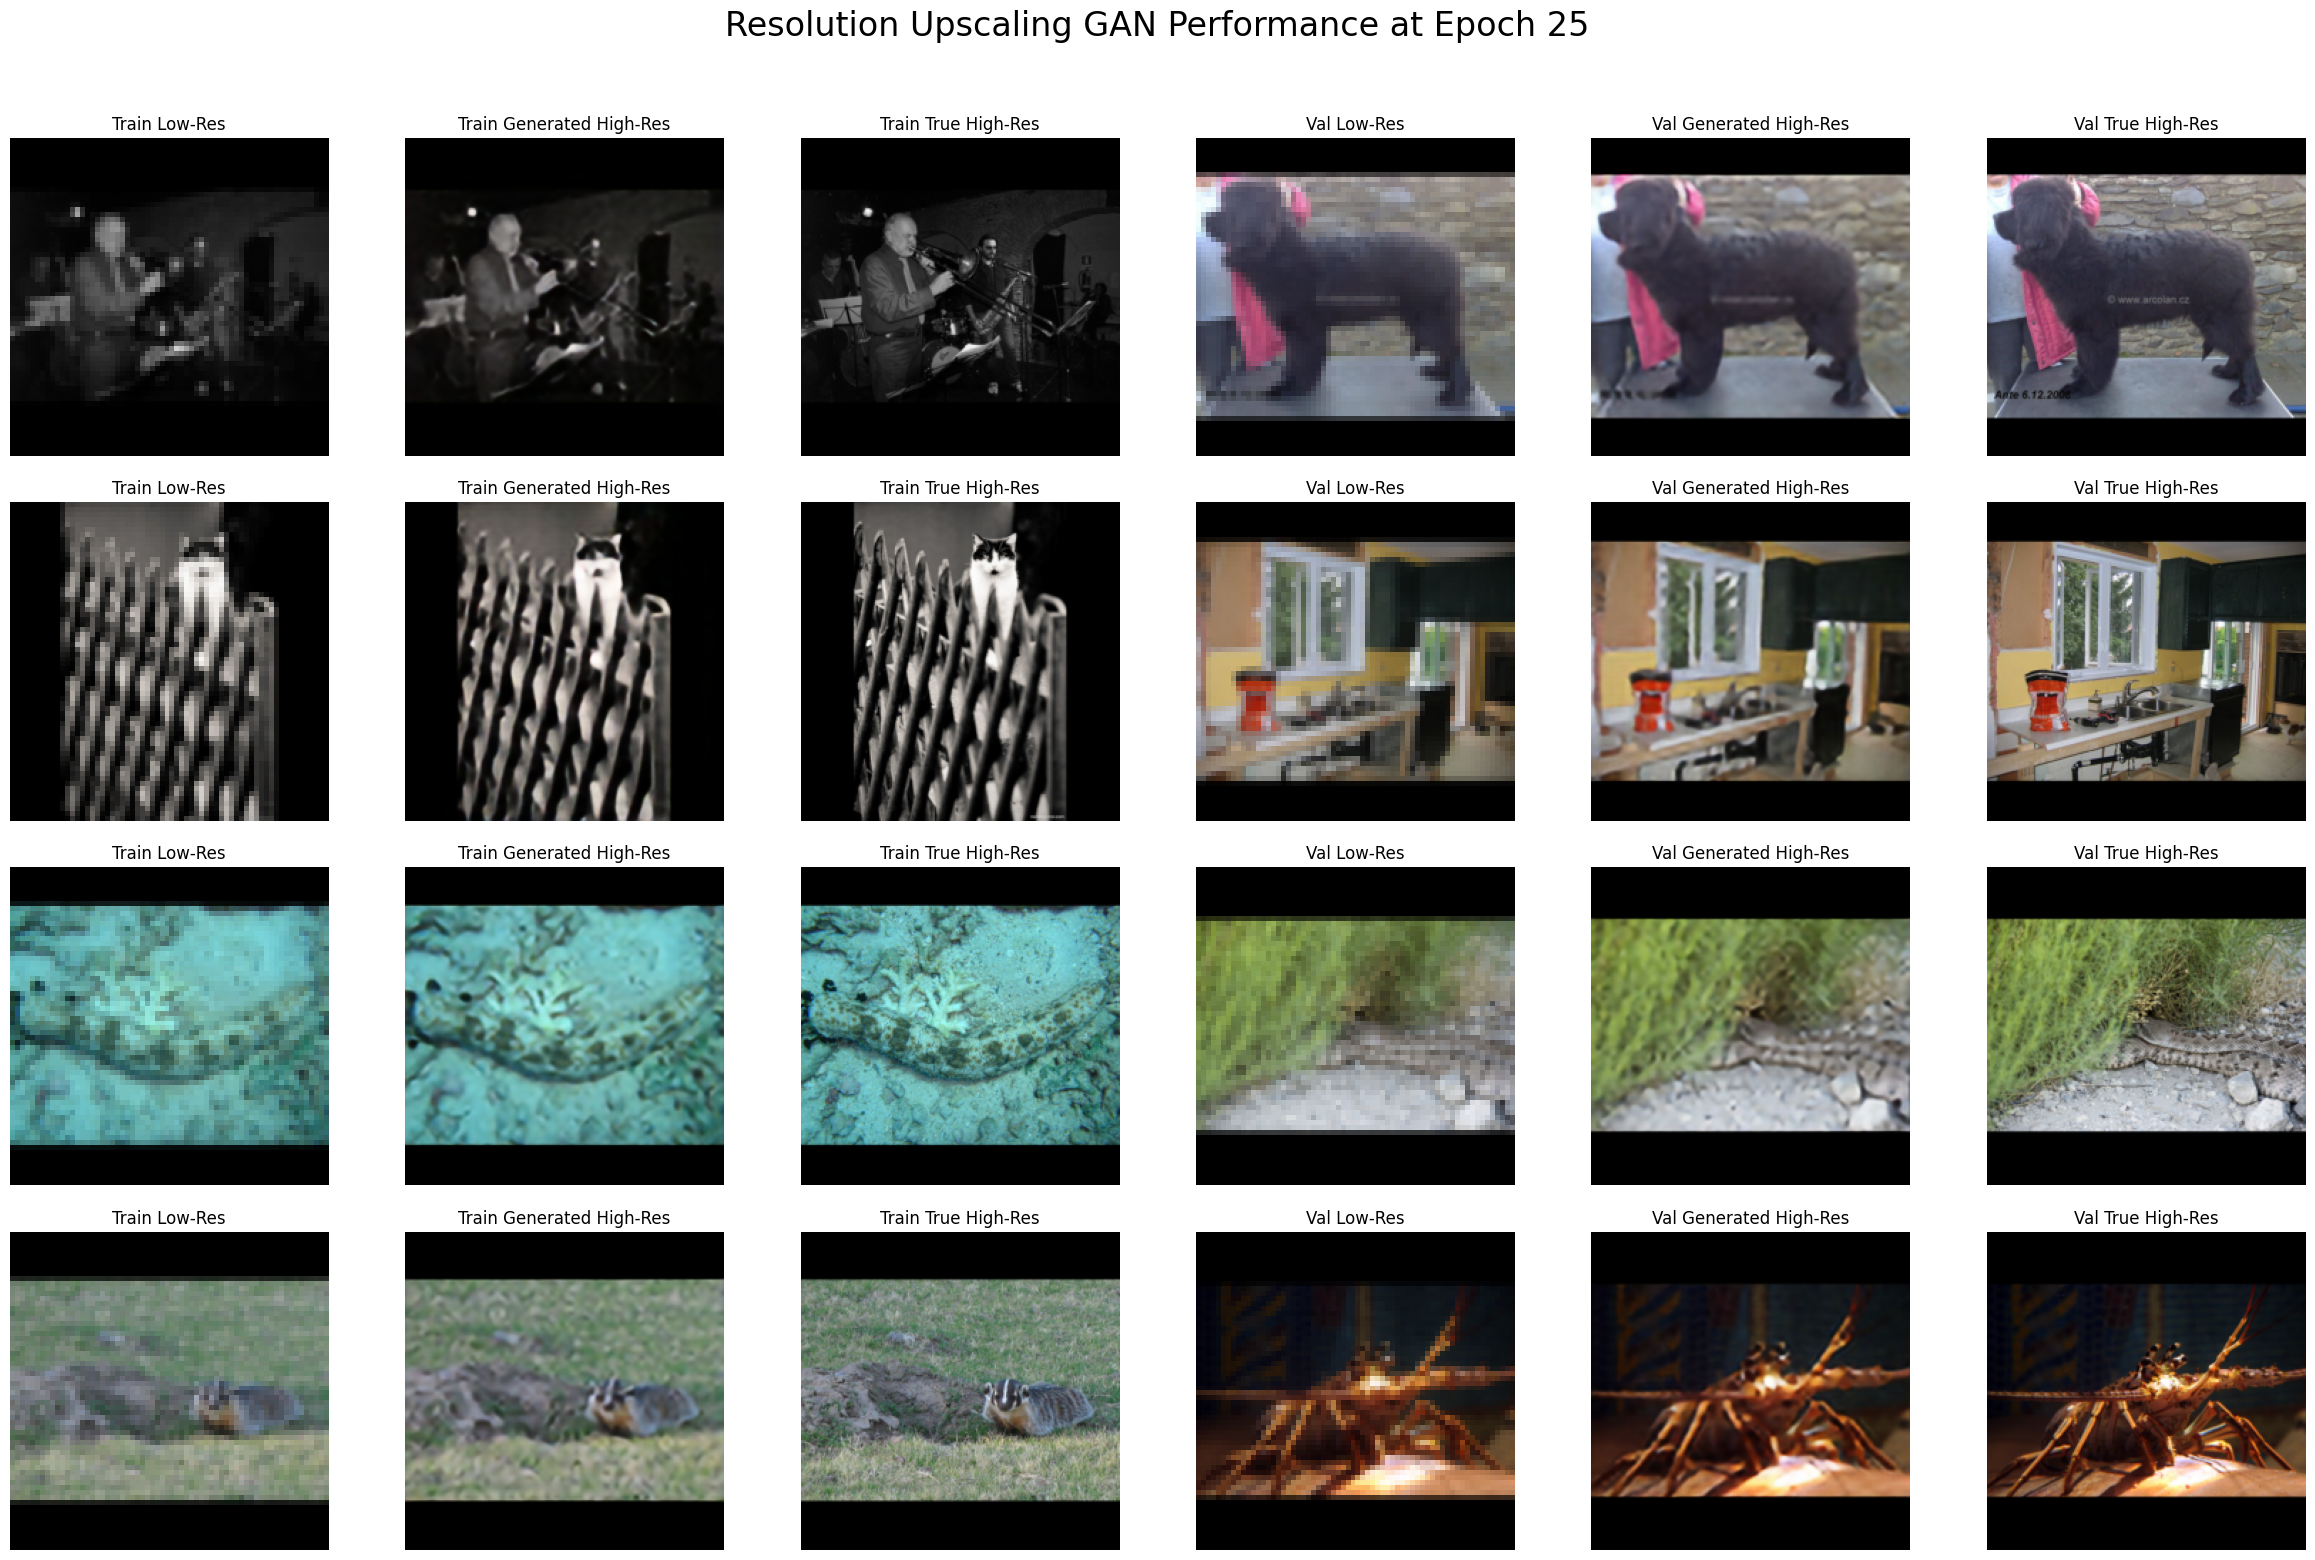 Resolution Upscaling GAN Performance at Epoch 25
Train Low-Res
Train Generated High-Res
Train True High-Res
Val Low-Res
Val Generated High-Res
Val True High-Res
© www.arcolan.cz
Ante 6.12.2006
Train Low-Res
Train Generated High-Res
Train True High-Res
Val Low-Res
Val Generated High-Res
Val True High-Res
Train Low-Res
Train Generated High-Res
Train True High-Res
Val Low-Res
Val Generated High-Res
Val True High-Res
Train Low-Res
Train Generated High-Res
Train True High-Res
Val Low-Res
Val Generated High-Res
Val True High-Res